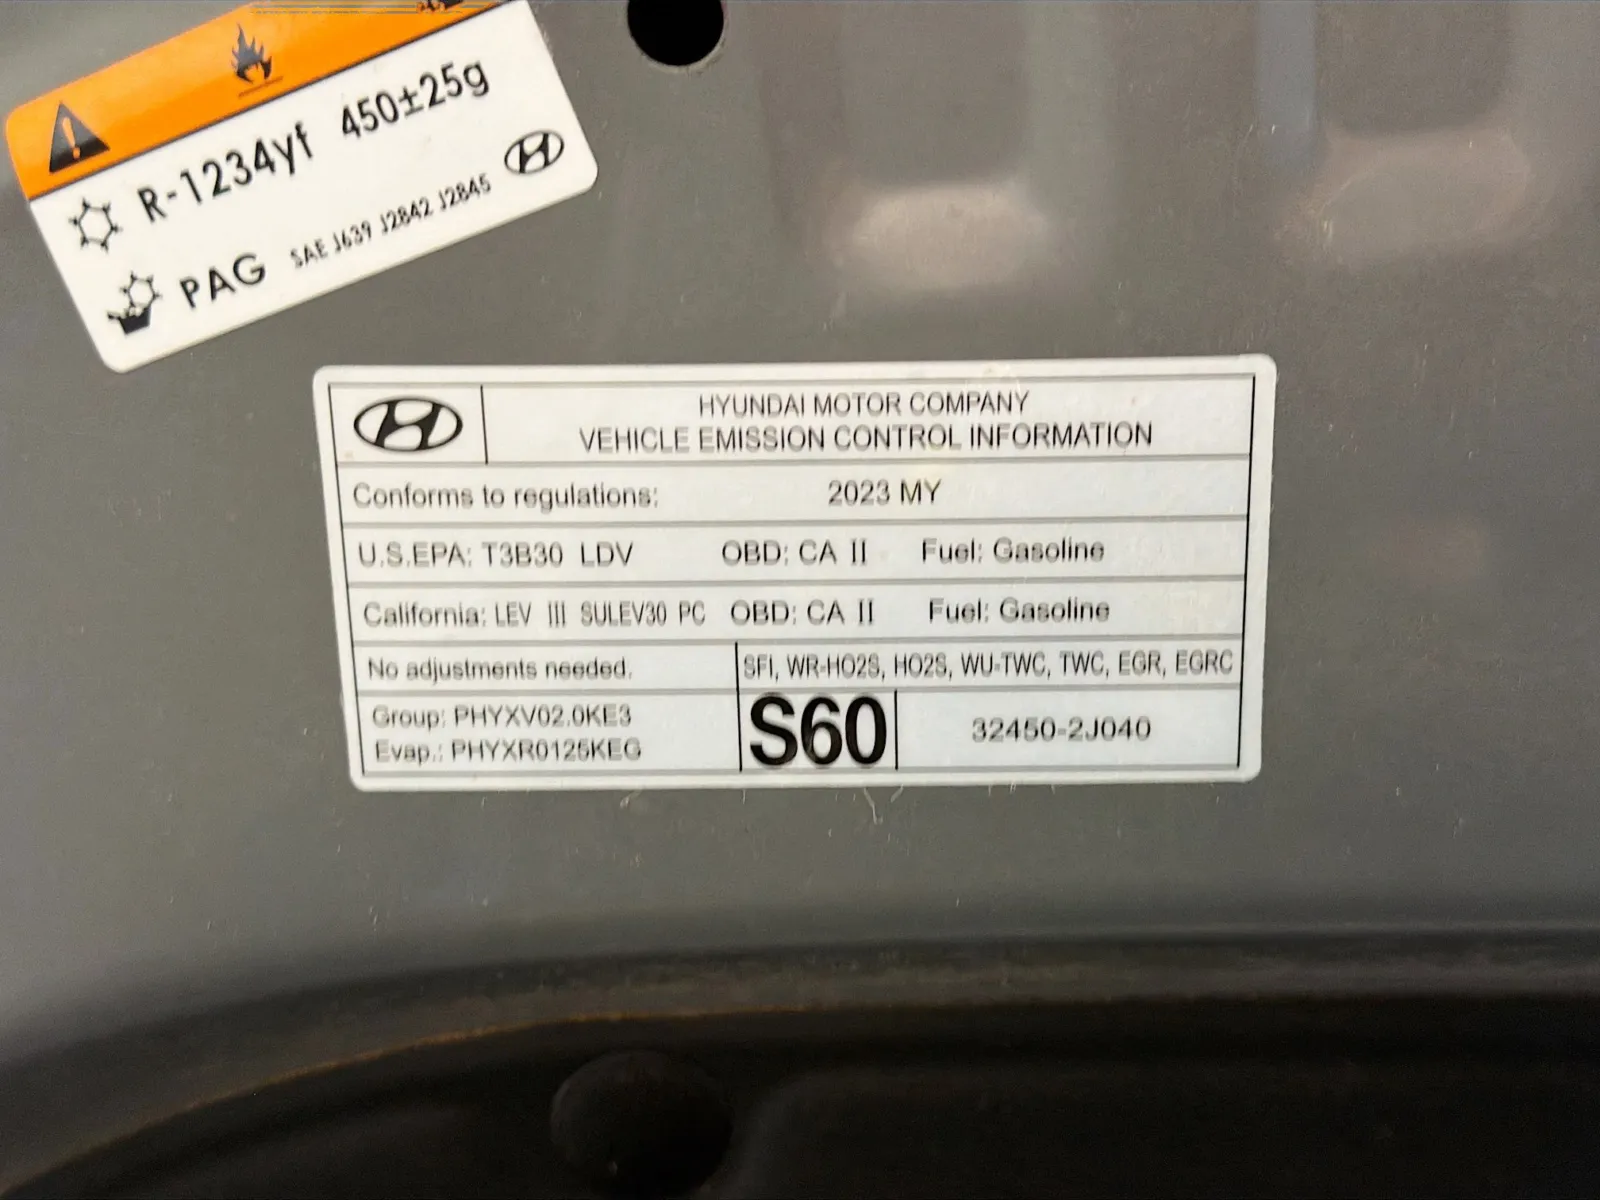 R-1234yf 450±25g
PAG SAE J639 J2842 J2845
HYUNDAI MOTOR COMPANY
VEHICLE EMISSION CONTROL INFORMATION
Conforms to regulations: 2023 MY
U.S.EPA: T3B30 LDV OBD: CA II Fuel: Gasoline
California: LEV III SULEV30 PC OBD: CA II Fuel: Gasoline
No adjustments needed. SFI, WR-HO2S, HO2S, WU-TWC, TWC, EGR, EGRC
Group: PHYXV02.0KE3
Evap.: PHYXR0125KEG
S60 32450-2J040